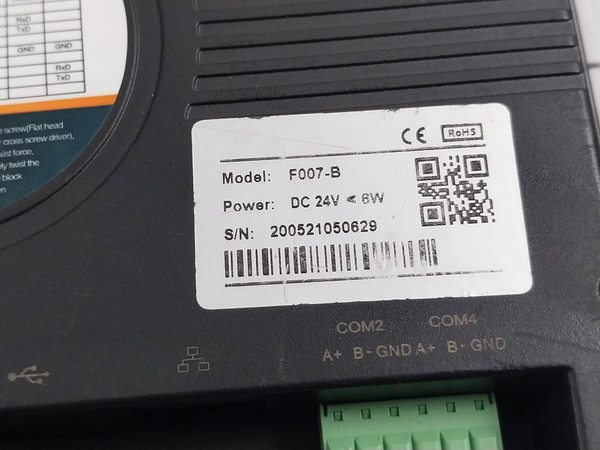 RxD
TxD
GND GND
RxD
TxD
screw(Flat head
cross screw driver),
wist force,
ly twist the
block
CE RoHS
Model: F007-B
Power: DC 24V < 6W
S/N: 200521050629
COM2 COM4
A+ B- GND A+ B- GND